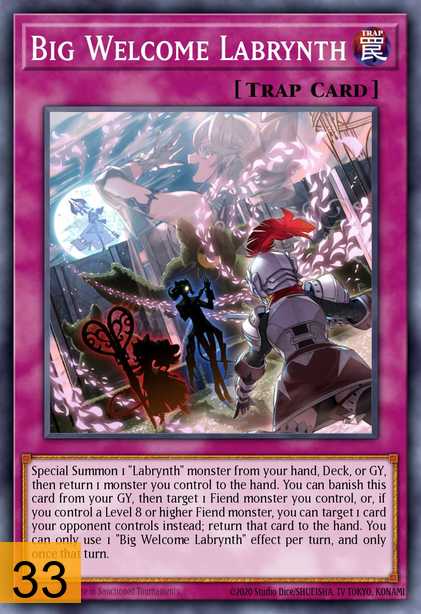 BIG WELCOME LABRYNTH
TRAP
罠
[TRAP CARD]
Special Summon 1 "Labrynth" monster from your hand, Deck, or GY,
then return 1 monster you control to the hand. You can banish this
card from your GY, then target 1 Fiend monster you control, or, if
you control a Level 8 or higher Fiend monster, you can target 1 card
your opponent controls instead; return that card to the hand. You
can only use 1 "Big Welcome Labrynth" effect per turn, and only
once that turn.
33
in Sanctioned Tournaments
©2020 Studio Dice/SHUEISHA, TV TOKYO, KONAMI